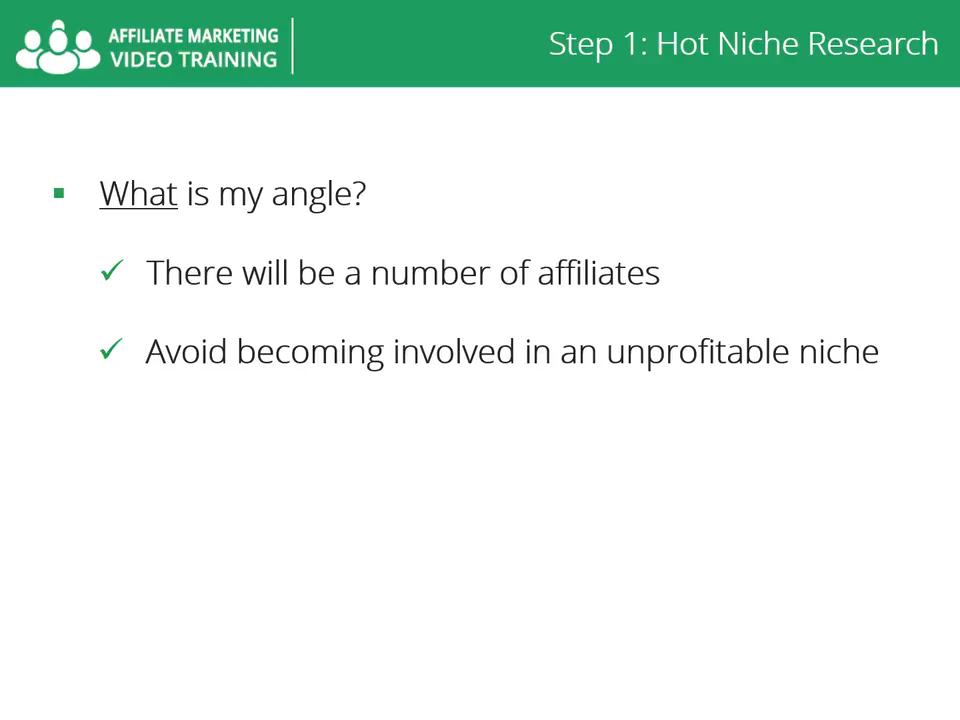 AFFILIATE MARKETING
VIDEO TRAINING
Step 1: Hot Niche Research
What is my angle?
There will be a number of affiliates
Avoid becoming involved in an unprofitable niche